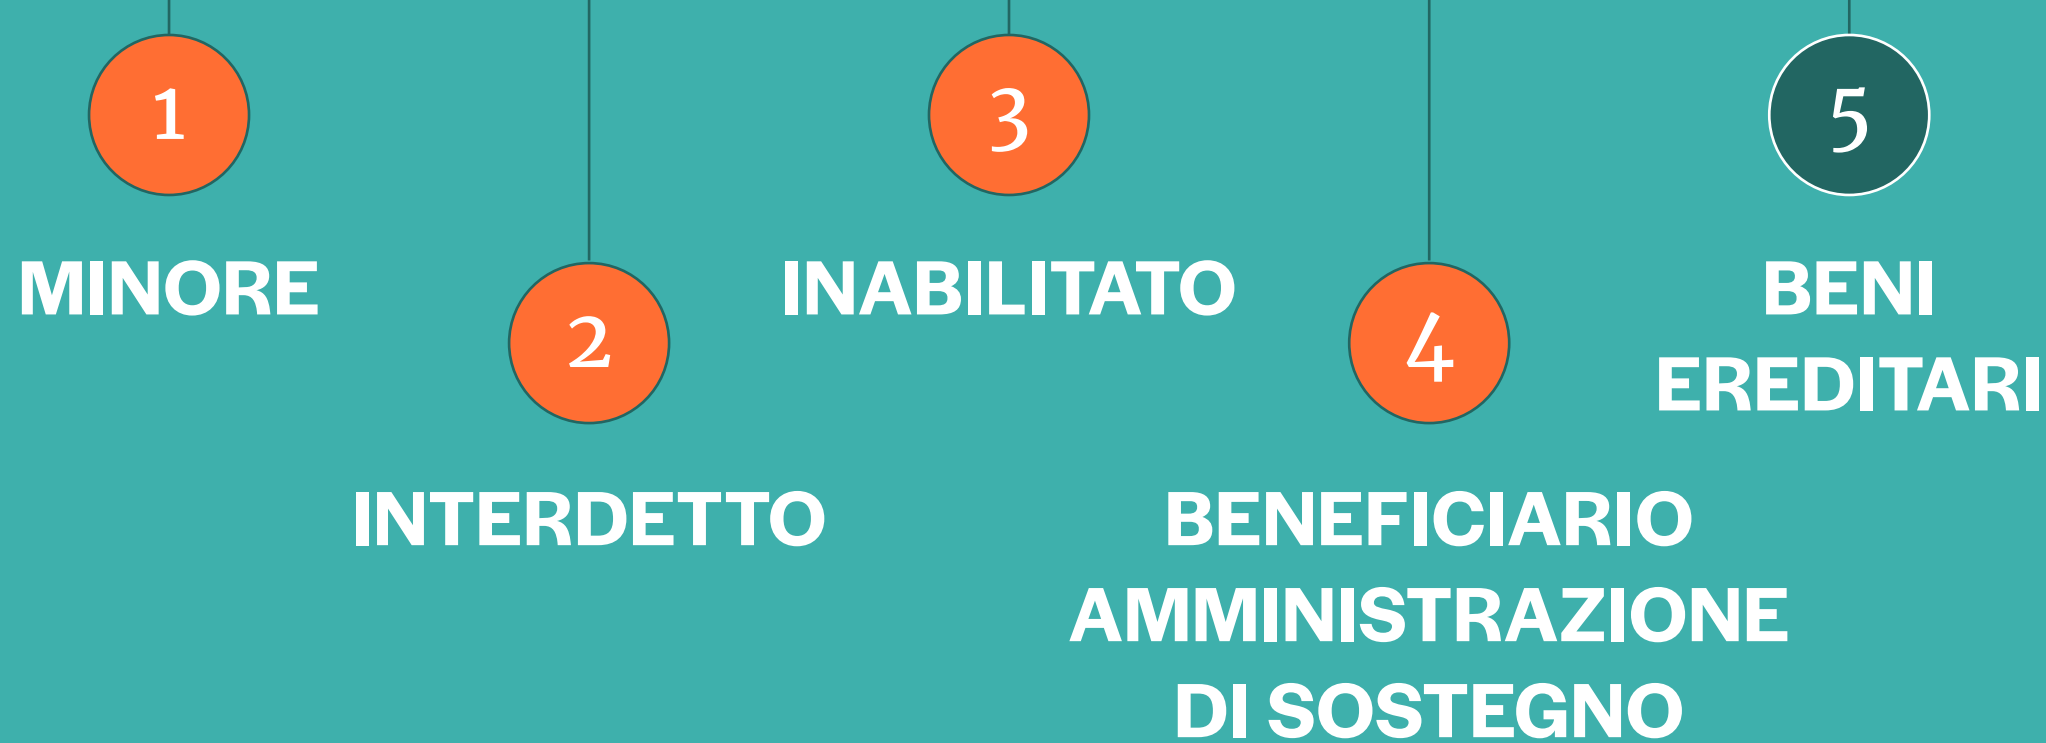 1
MINORE
2
INTERDETTO
3
INABILITATO
4
BENEFICIARIO
AMMINISTRAZIONE
DI SOSTEGNO
5
BENI
EREDITARI